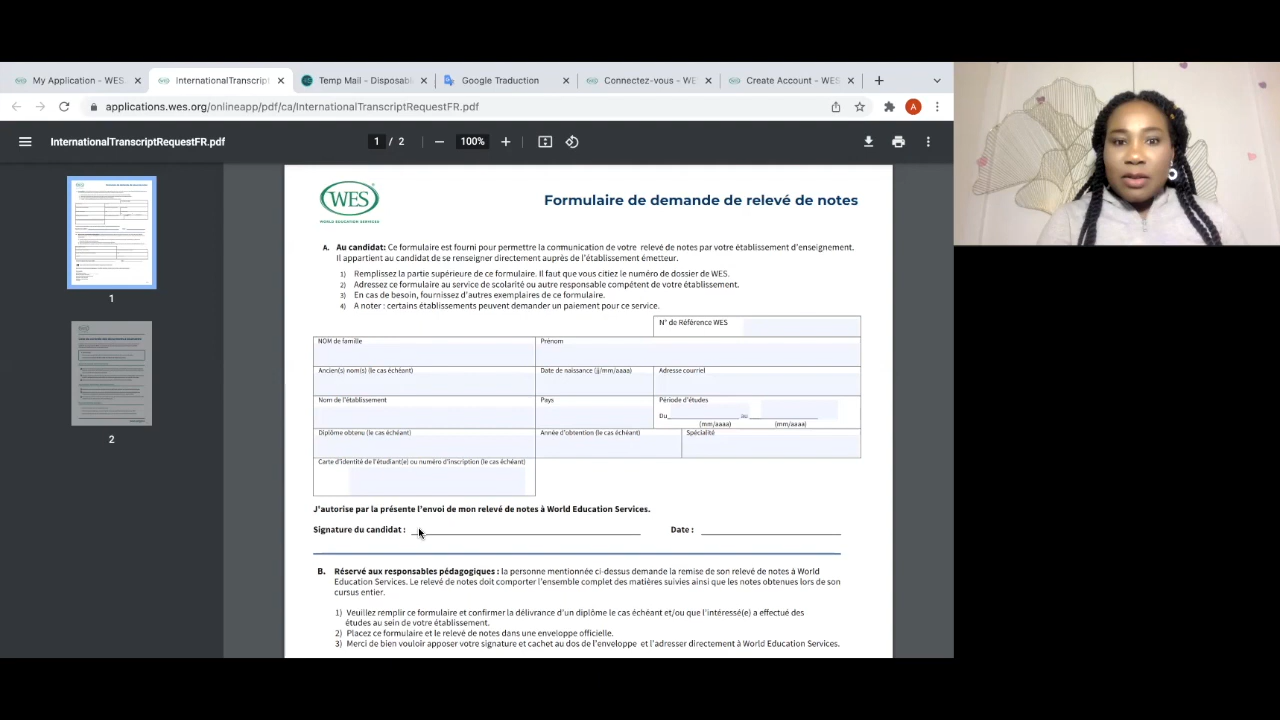 My Application - WES
InternationalTranscript
Temp Mail - Disposabl
Google Traduction
Connectez-vous - WE
Create Account - WES
applications.wes.org/onlineapp/pdf/ca/InternationalTranscriptRequestFR.pdf
A
InternationalTranscriptRequestFR.pdf
1 / 2
100%
1
2
WES
WORLD EDUCATION SERVICES
Formulaire de demande de relevé de notes
A. Au candidat: Ce formulaire est fourni pour permettre la communication de votre relevé de notes par votre établissement d'enseignement.
Il appartient au candidat de se renseigner directement auprès de l'établissement émetteur.
1) Remplissez la partie supérieure de ce formulaire. Il faut que vous citiez le numéro de dossier de WES.
2) Adressez ce formulaire au service de scolarité ou autre responsable compétent de votre établissement.
3) En cas de besoin, fournissez d'autres exemplaires de ce formulaire.
4) A noter : certains établissements peuvent demander un paiement pour ce service.
N° de Référence WES
NOM de famille
Prénom
Ancien(s) nom(s) (le cas échéant)
Date de naissance (jj/mm/aaaa)
Adresse courriel
Nom de l'établissement
Pays
Période d'études
Du au
(mm/aaaa) (mm/aaaa)
Diplôme obtenu (le cas échéant)
Année d'obtention (le cas échéant)
Spécialité
Carte d'identité de l'étudiant(e) ou numéro d'inscription (le cas échéant)
J'autorise par la présente l'envoi de mon relevé de notes à World Education Services.
Signature du candidat :
Date :
B. Réservé aux responsables pédagogiques : la personne mentionnée ci-dessus demande la remise de son relevé de notes à World
Education Services. Le relevé de notes doit comporter l'ensemble complet des matières suivies ainsi que les notes obtenues lors de son
cursus entier.
1) Veuillez remplir ce formulaire et confirmer la délivrance d'un diplôme le cas échéant et/ou que l'intéressé(e) a effectué des
études au sein de votre établissement.
2) Placez ce formulaire et le relevé de notes dans une enveloppe officielle.
3) Merci de bien vouloir apposer votre signature et cachet au dos de l'enveloppe et l'adresser directement à World Education Services.